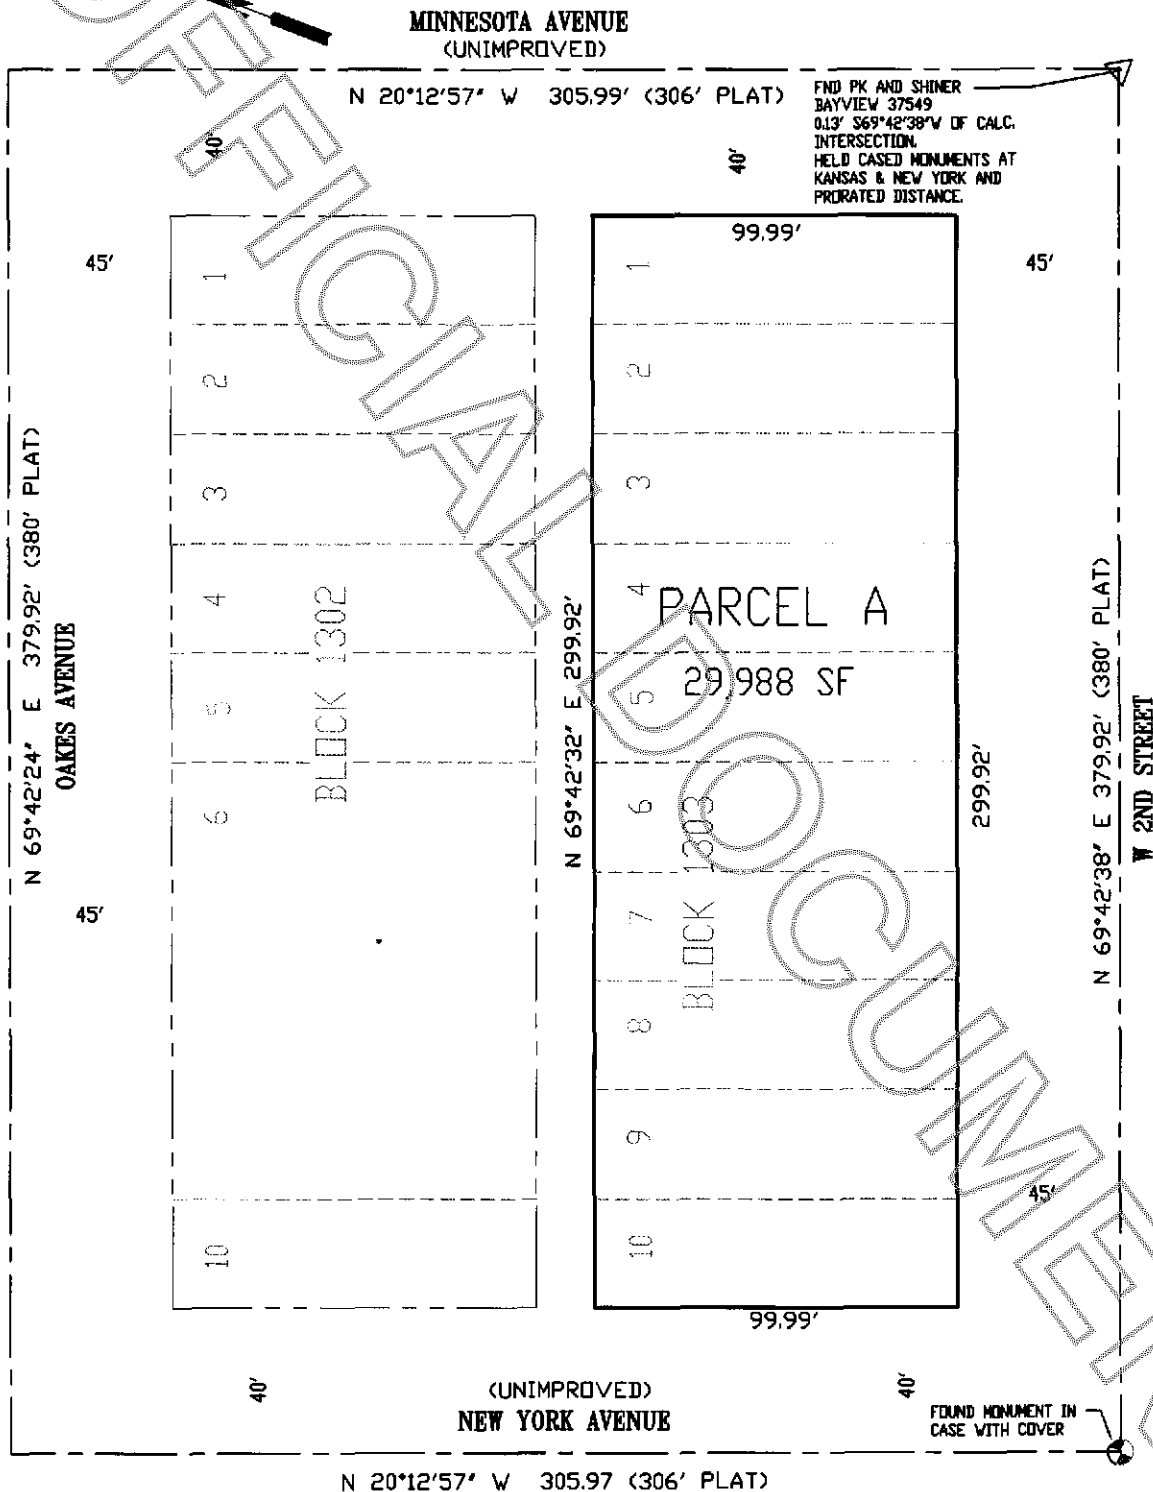 MINNESOTA AVENUE
(UNIMPROVED)
N 20°12'57" W 305.99' (306' PLAT)
FND PK AND SHINER
BAYVIEW 37549
0.13' S69°42'38"W OF CALC.
INTERSECTION.
HELD CASED MONUMENTS AT
KANSAS & NEW YORK AND
PRORATED DISTANCE.
40'
40'
99.99'
45'
45'
1
2
3
4
5
6
10
BLOCK 1302
1
2
3
4
5
6
7
8
9
10
BLOCK 1303
PARCEL A
29,988 SF
N 69°42'24" E 379.92' (380' PLAT)
OAKES AVENUE
N 69°42'32" E 299.92'
299.92'
N 69°42'38" E 379.92' (380' PLAT)
W 2ND STREET
45'
45'
99.99'
40'
40'
(UNIMPROVED)
NEW YORK AVENUE
FOUND MONUMENT IN
CASE WITH COVER
N 20°12'57" W 305.97 (306' PLAT)
OFFICIAL DOCUMEN